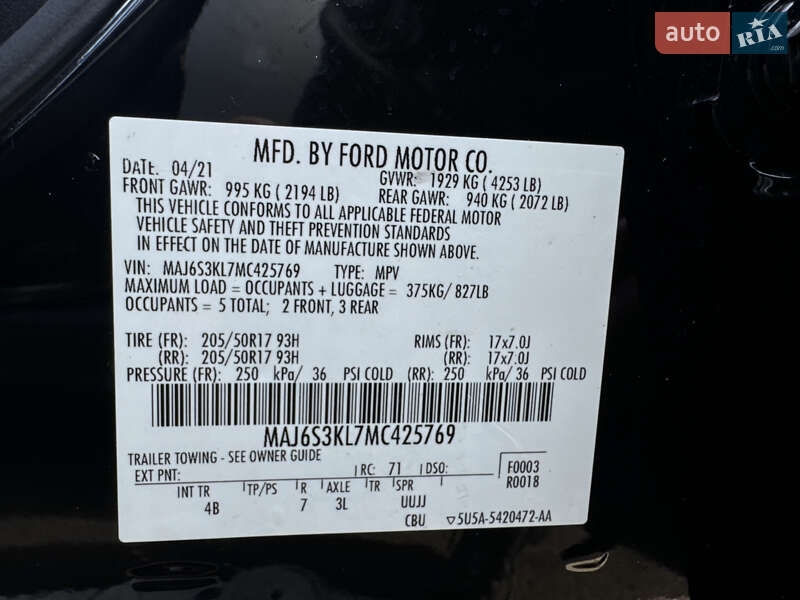 auto RIA.com
MFD. BY FORD MOTOR CO.
DATE: 04/21 GVWR: 1929 KG ( 4253 LB)
FRONT GAWR: 995 KG ( 2194 LB) REAR GAWR: 940 KG ( 2072 LB)
THIS VEHICLE CONFORMS TO ALL APPLICABLE FEDERAL MOTOR
VEHICLE SAFETY AND THEFT PREVENTION STANDARDS
IN EFFECT ON THE DATE OF MANUFACTURE SHOWN ABOVE.
VIN: MAJ6S3KL7MC425769 TYPE: MPV
MAXIMUM LOAD = OCCUPANTS + LUGGAGE = 375KG/ 827LB
OCCUPANTS = 5 TOTAL; 2 FRONT, 3 REAR
TIRE (FR): 205/50R17 93H RIMS (FR): 17x7.0J
(RR): 205/50R17 93H (RR): 17x7.0J
PRESSURE (FR): 250 kPa/ 36 PSI COLD (RR): 250 kPa/ 36 PSI COLD
MAJ6S3KL7MC425769
TRAILER TOWING - SEE OWNER GUIDE
EXT PNT: RC: 71 DSO: F0003
R0018
INT TR TP/PS R AXLE TR SPR
4B 7 3L UUJJ
CBU ▽5U5A-5420472-AA